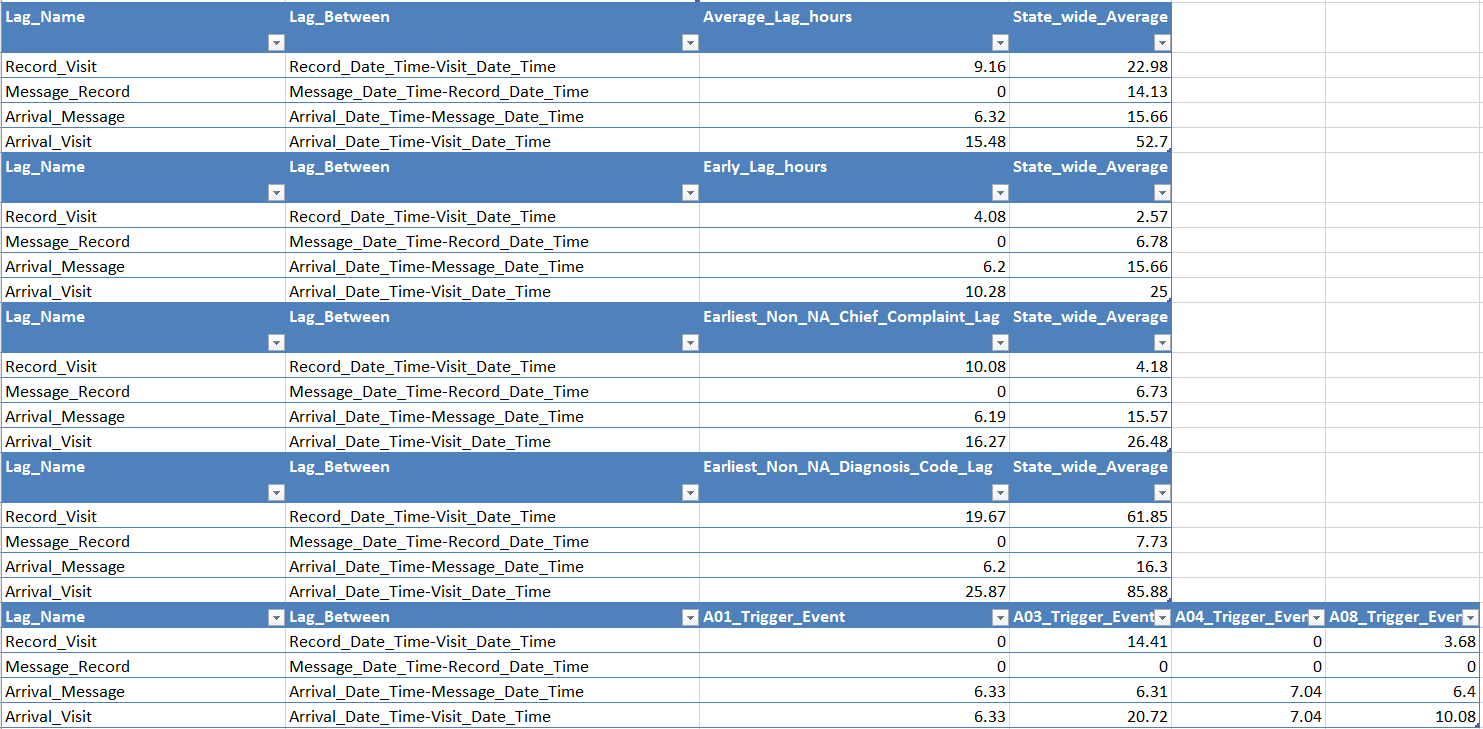 Lag_Name Lag_Between Average_Lag_hours State_wide_Average
Record_Visit Record_Date_Time-Visit_Date_Time 9.16 22.98
Message_Record Message_Date_Time-Record_Date_Time 0 14.13
Arrival_Message Arrival_Date_Time-Message_Date_Time 6.32 15.66
Arrival_Visit Arrival_Date_Time-Visit_Date_Time 15.48 52.7
Lag_Name Lag_Between Early_Lag_hours State_wide_Average
Record_Visit Record_Date_Time-Visit_Date_Time 4.08 2.57
Message_Record Message_Date_Time-Record_Date_Time 0 6.78
Arrival_Message Arrival_Date_Time-Message_Date_Time 6.2 15.66
Arrival_Visit Arrival_Date_Time-Visit_Date_Time 10.28 25
Lag_Name Lag_Between Earliest_Non_NA_Chief_Complaint_Lag State_wide_Average
Record_Visit Record_Date_Time-Visit_Date_Time 10.08 4.18
Message_Record Message_Date_Time-Record_Date_Time 0 6.73
Arrival_Message Arrival_Date_Time-Message_Date_Time 6.19 15.57
Arrival_Visit Arrival_Date_Time-Visit_Date_Time 16.27 26.48
Lag_Name Lag_Between Earliest_Non_NA_Diagnosis_Code_Lag State_wide_Average
Record_Visit Record_Date_Time-Visit_Date_Time 19.67 61.85
Message_Record Message_Date_Time-Record_Date_Time 0 7.73
Arrival_Message Arrival_Date_Time-Message_Date_Time 6.2 16.3
Arrival_Visit Arrival_Date_Time-Visit_Date_Time 25.87 85.88
Lag_Name Lag_Between A01_Trigger_Event A03_Trigger_Event A04_Trigger_Ever A08_Trigger_Ever
Record_Visit Record_Date_Time-Visit_Date_Time 0 14.41 0 3.68
Message_Record Message_Date_Time-Record_Date_Time 0 0 0 0
Arrival_Message Arrival_Date_Time-Message_Date_Time 6.33 6.31 7.04 6.4
Arrival_Visit Arrival_Date_Time-Visit_Date_Time 6.33 20.72 7.04 10.08